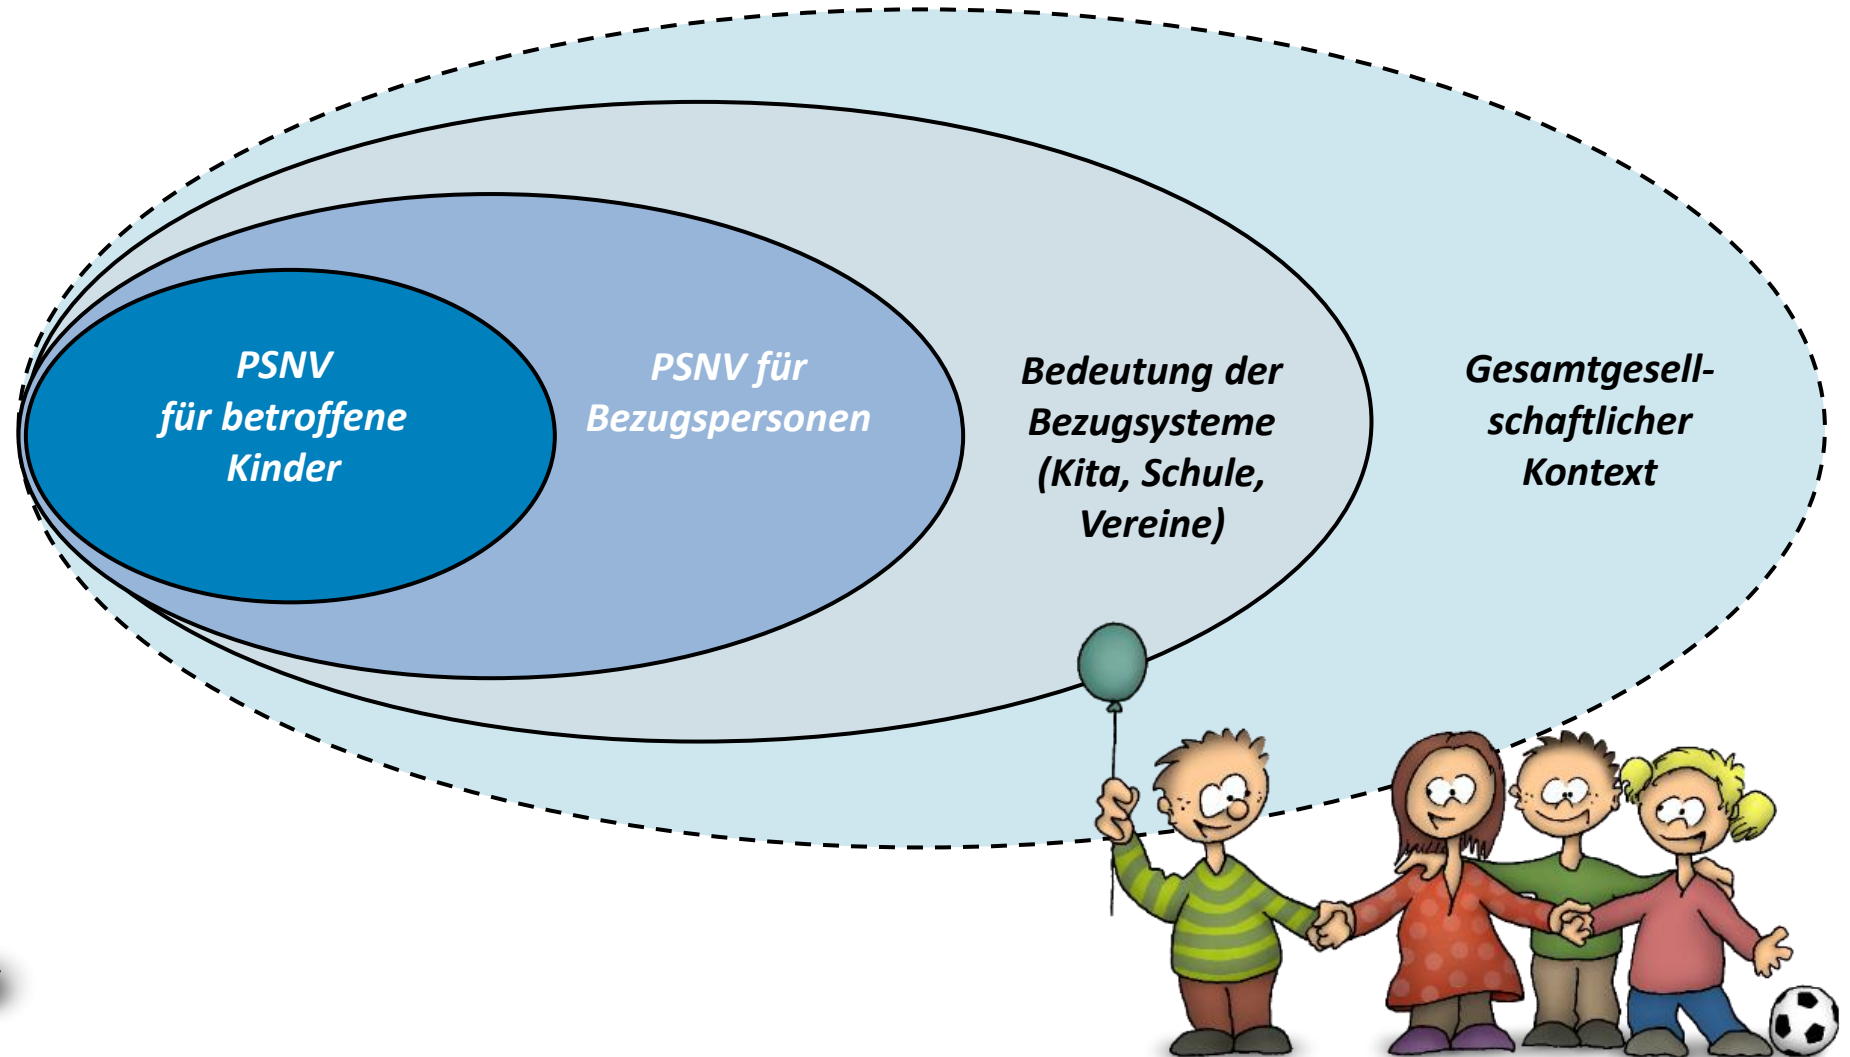 PSNV
für betroffene
Kinder
PSNV für
Bezugspersonen
Bedeutung der
Bezugsysteme
(Kita, Schule,
Vereine)
Gesamtgesell-
schaftlicher
Kontext